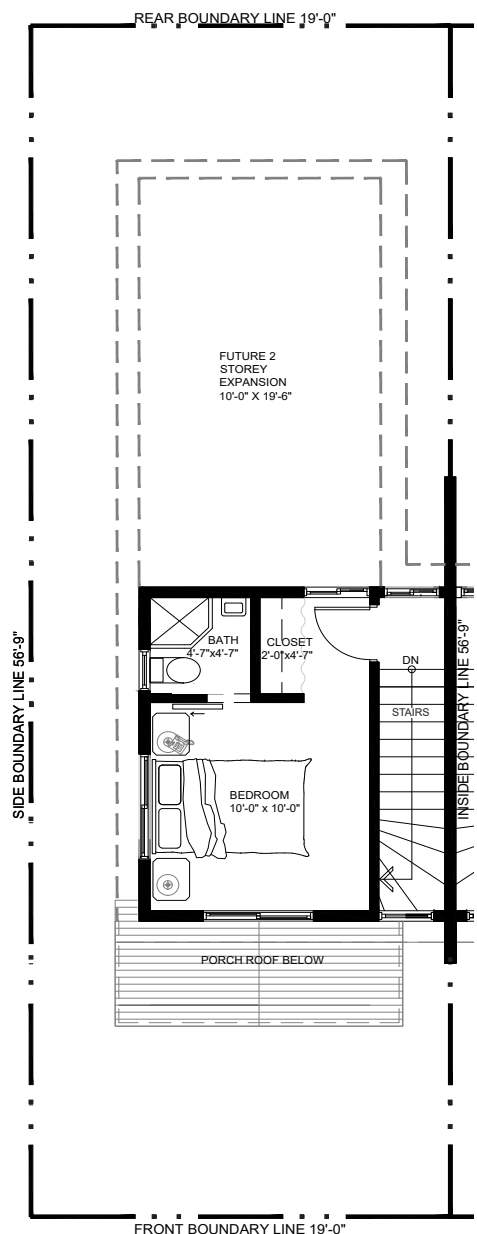 REAR BOUNDARY LINE 19'-0"
FUTURE 2
STOREY
EXPANSION
10'-0" X 19'-6"
BATH
4'-7"x4'-7"
CLOSET
2'-0"x4'-7"
DN
STAIRS
SIDE BOUNDARY LINE 56'-9"
INSIDE BOUNDARY LINE 56'-9"
BEDROOM
10'-0" x 10'-0"
PORCH ROOF BELOW
FRONT BOUNDARY LINE 19'-0"